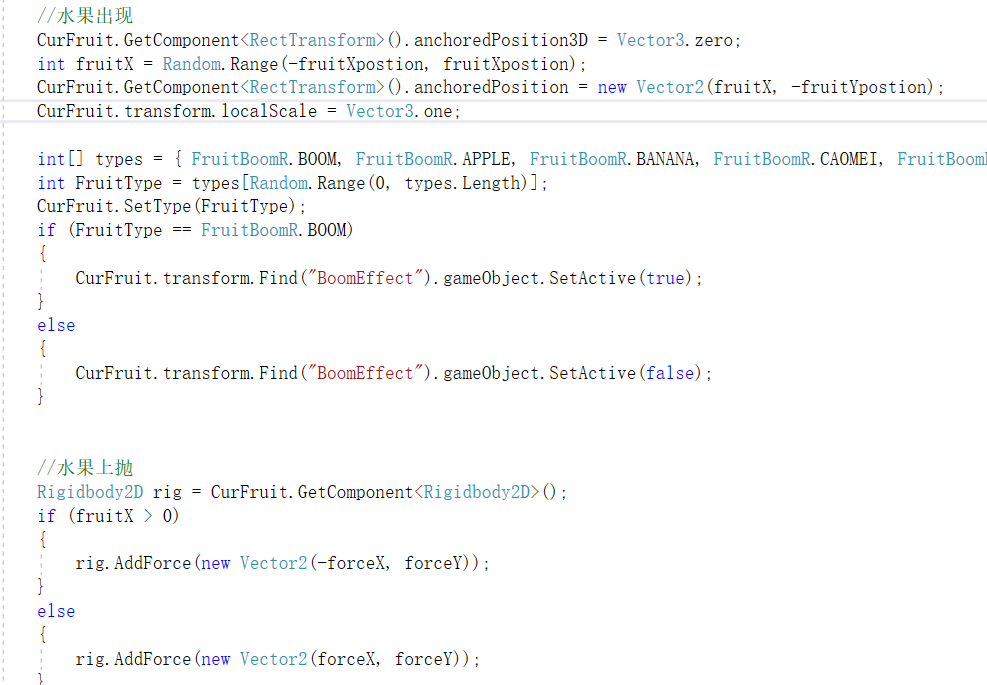 //水果出现
CurFruit.GetComponent<RectTransform>().anchoredPosition3D = Vector3.zero;
int fruitX = Random.Range(-fruitXpostion, fruitXpostion);
CurFruit.GetComponent<RectTransform>().anchoredPosition = new Vector2(fruitX, -fruitYpostion);
CurFruit.transform.localScale = Vector3.one;
int[] types = { FruitBoomR.BOOM, FruitBoomR.APPLE, FruitBoomR.BANANA, FruitBoomR.CAOMEI, FruitBoom
int FruitType = types[Random.Range(0, types.Length)];
CurFruit.SetType(FruitType);
if (FruitType == FruitBoomR.BOOM)
{
CurFruit.transform.Find("BoomEffect").gameObject.SetActive(true);
}
else
{
CurFruit.transform.Find("BoomEffect").gameObject.SetActive(false);
}
//水果上抛
Rigidbody2D rig = CurFruit.GetComponent<Rigidbody2D>();
if (fruitX > 0)
{
rig.AddForce(new Vector2(-forceX, forceY));
}
else
{
rig.AddForce(new Vector2(forceX, forceY));
}